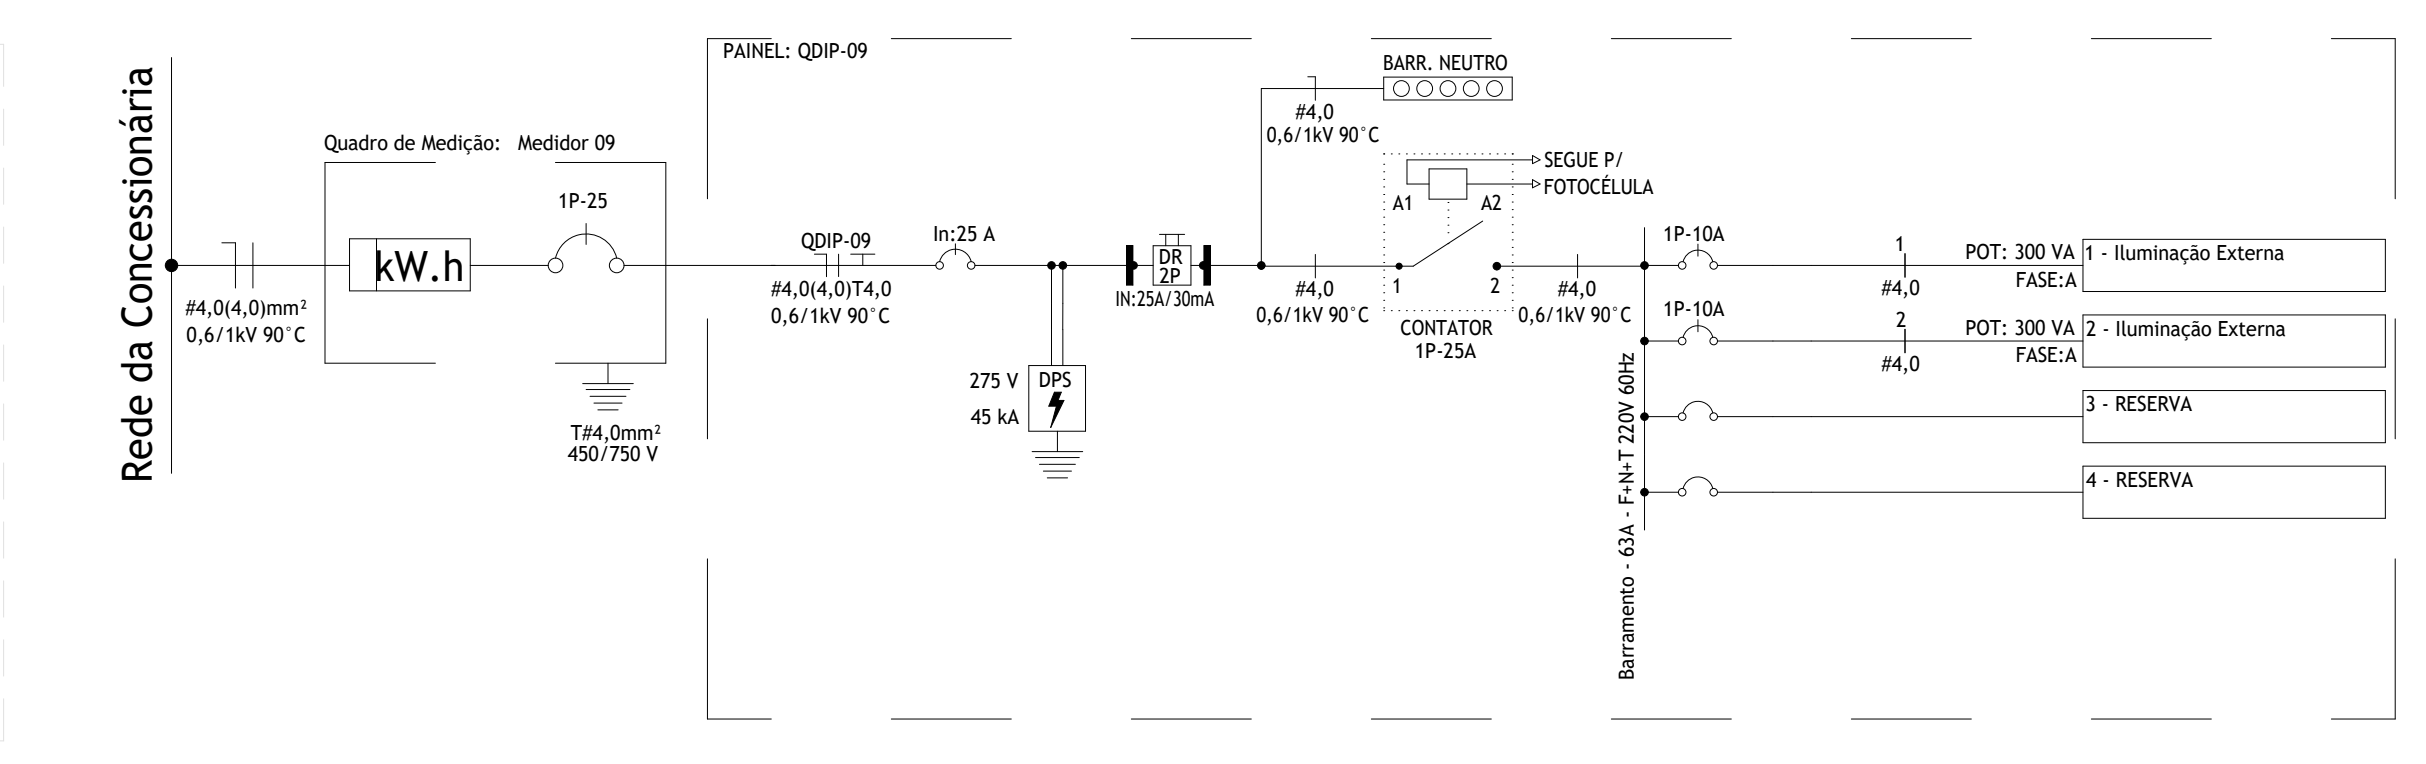 PAINEL: QDIP-09
Rede da Concessionária
#4,0(4,0)mm²
0,6/1kV 90°C
Quadro de Medição: Medidor 09
kW.h
1P-25
T#4,0mm²
450/750 V
QDIP-09
#4,0(4,0)T4,0
0,6/1kV 90°C
In:25 A
275 V
45 kA
DPS
DR
2P
IN:25A/30mA
BARR. NEUTRO
#4,0
0,6/1kV 90°C
SEGUE P/
FOTOCÉLULA
A1
A2
1
2
#4,0
0,6/1kV 90°C
CONTATOR
1P-25A
#4,0
0,6/1kV 90°C
Barramento - 63A - F+N+T 220V 60Hz
1P-10A
1
#4,0
POT: 300 VA
FASE:A
1 - Iluminação Externa
1P-10A
2
#4,0
POT: 300 VA
FASE:A
2 - Iluminação Externa
3 - RESERVA
4 - RESERVA